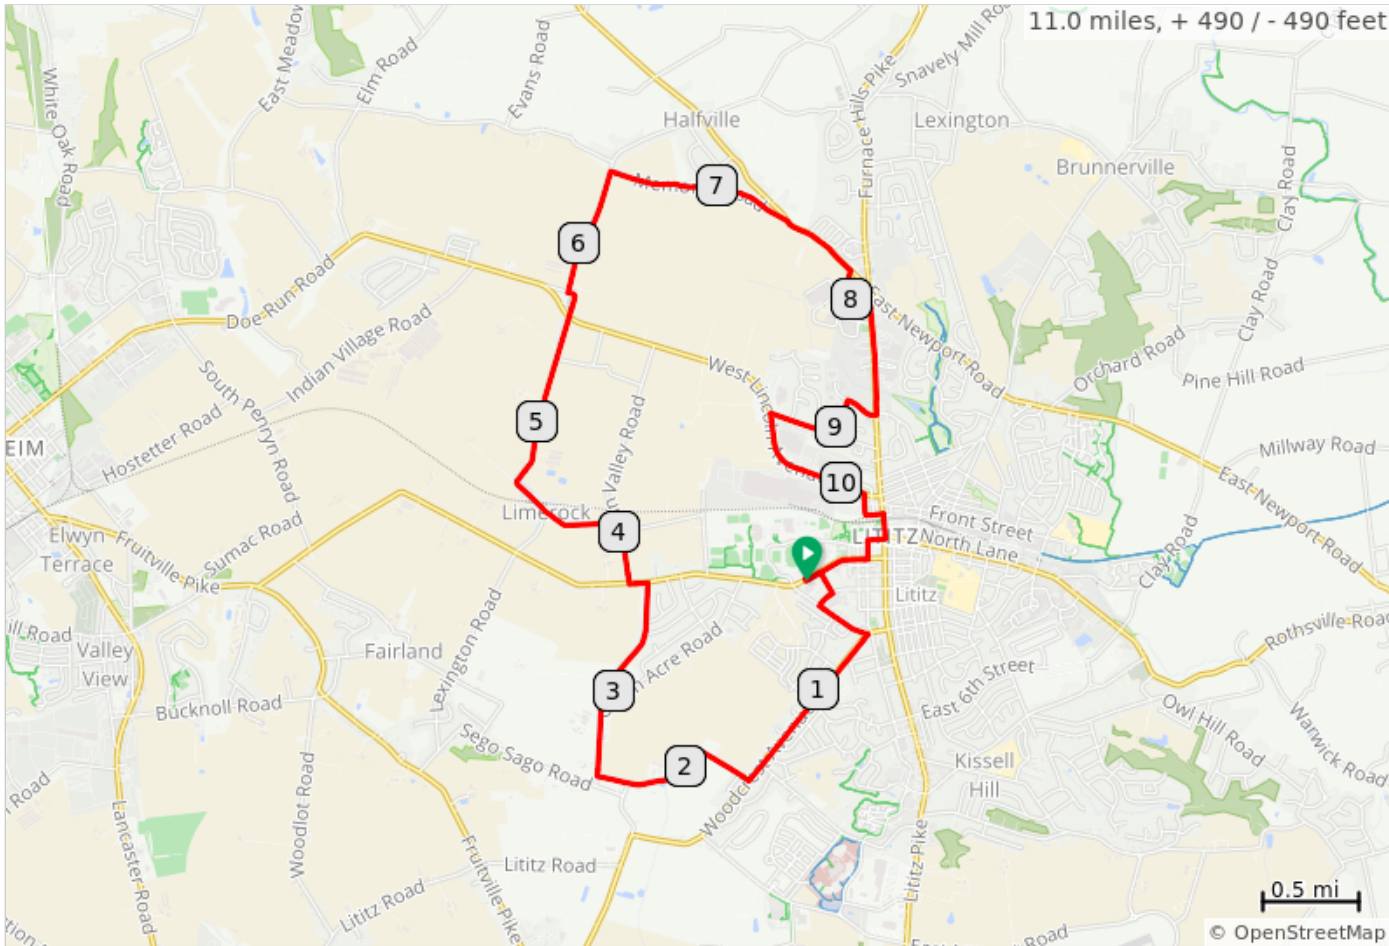 11.0 miles, + 490 / - 490 feet
Snavely Mill Ro
East Meadow
Elm Road
Evans Road
White Oak Road
Halfville
Furnace Hills Pike
Lexington
Brunnerville
Clay Road
7
6
Doe Run Road
8
Clay Road
East Newport Road
Indian Village Road
Orchard Road
Pine Hill Road
West Lincoln Avenue
South Penryn Road
5
9
Hostetter Road
Millway Road
EIM
n Valley Road
10
East Newport Road
Limerock
4
Front Street
LITITZ
North Lane
Elwyn
Terrace
Sumac Road
Fruitville Pike
Clay Road
Lititz
ill Road
Valley
View
Fairland
Lexington Road
Rothsville Road
n Acre Road
3
1
East 6th Street
Bucknoll Road
Owl Hill Road
Warwick Road
Sego Sago Road
2
Kissell
Hill
Woodlot Road
Lancaster Road
Lititz Road
Fruitville Pike
Lititz Pike
Lititz Road
0.5 mi
© OpenStreetMap